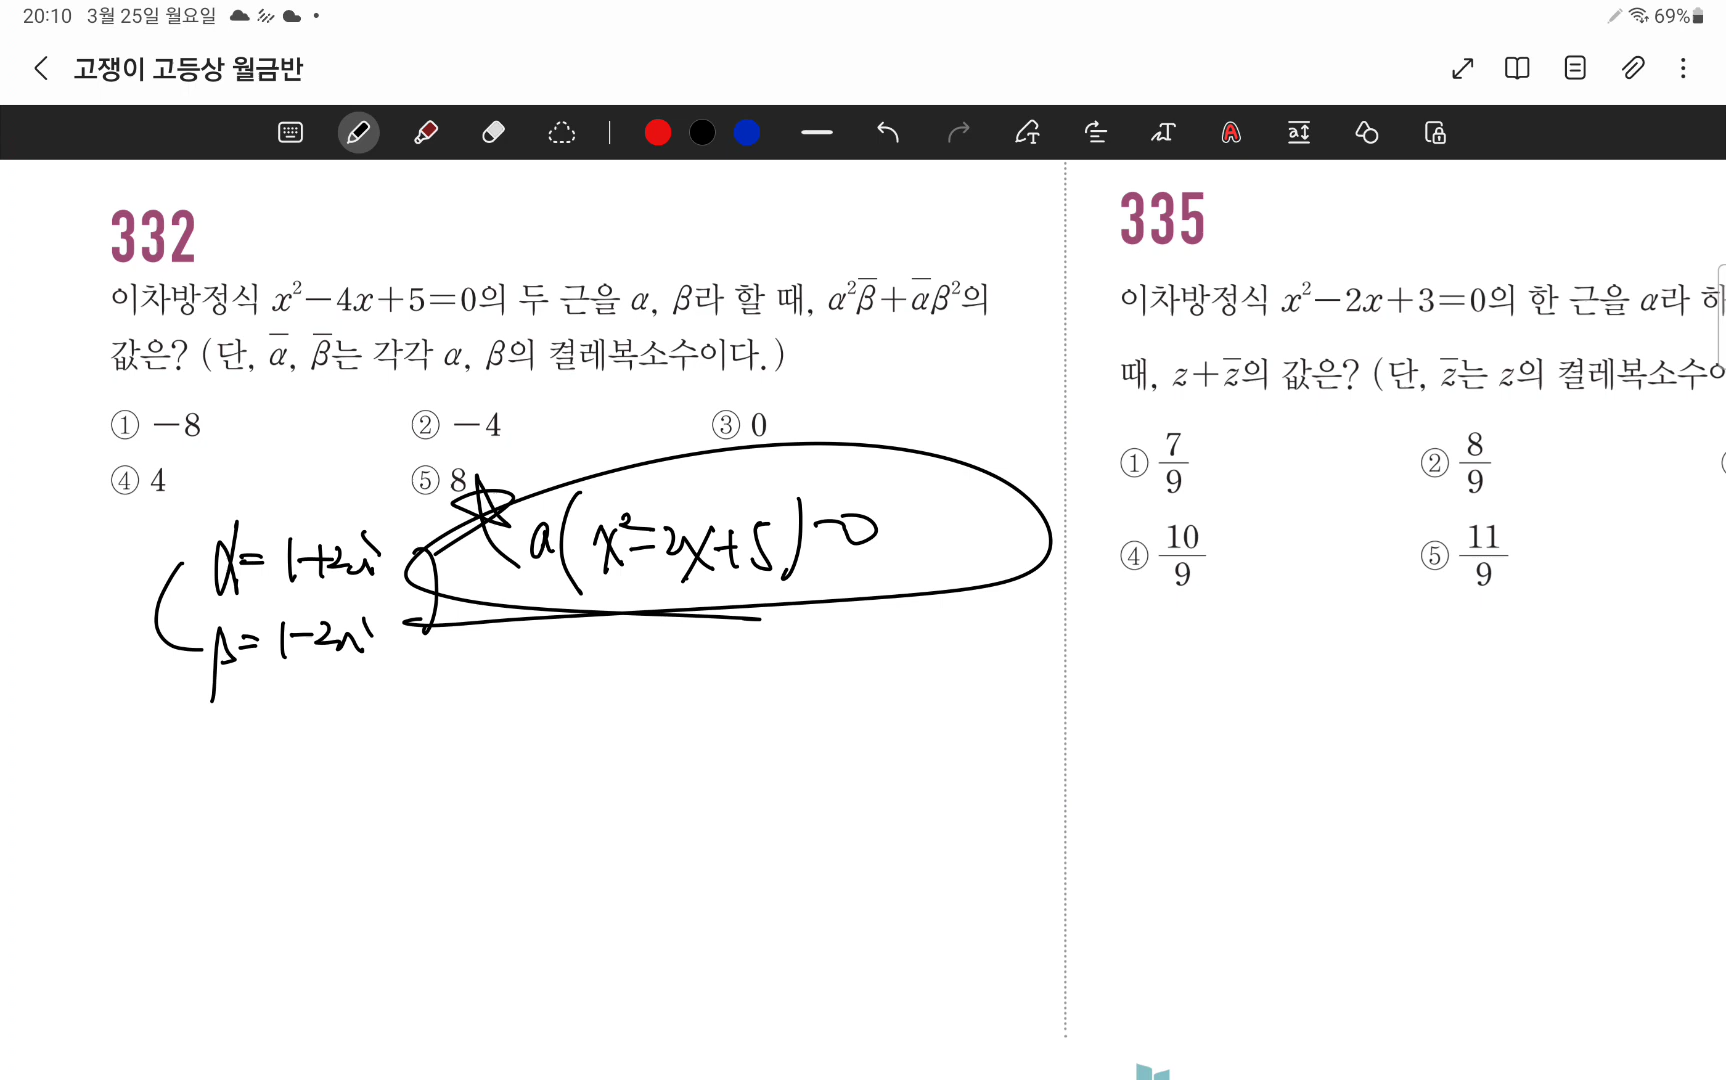 20:10 3월 25일 월요일
69%
고쟁이 고등상 월금반
332
이차방정식 x²−4x+5=0의 두 근을 α, β라 할 때, α²β̅+α̅β²의
값은? (단, α̅, β̅는 각각 α, β의 켤레복소수이다.)
① −8 ② −4 ③ 0
④ 4 ⑤ 8
a(x²−2x+5)=0
α= 1+2i
β= 1−2i
335
이차방정식 x²−2x+3=0의 한 근을 α라 하
때, z+z̅의 값은? (단, z̅는 z의 켤레복소수이
① 7/9 ② 8/9
④ 10/9 ⑤ 11/9